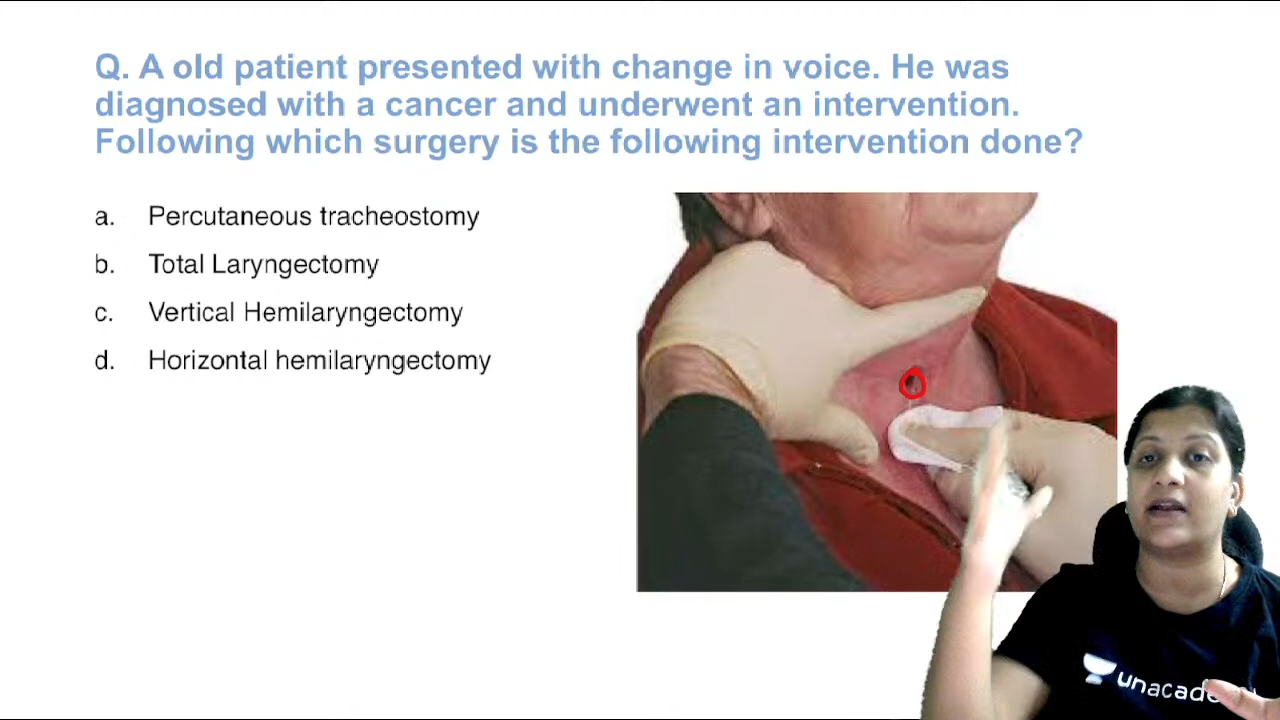 Q. A old patient presented with change in voice. He was
diagnosed with a cancer and underwent an intervention.
Following which surgery is the following intervention done?
a. Percutaneous tracheostomy
b. Total Laryngectomy
c. Vertical Hemilaryngectomy
d. Horizontal hemilaryngectomy